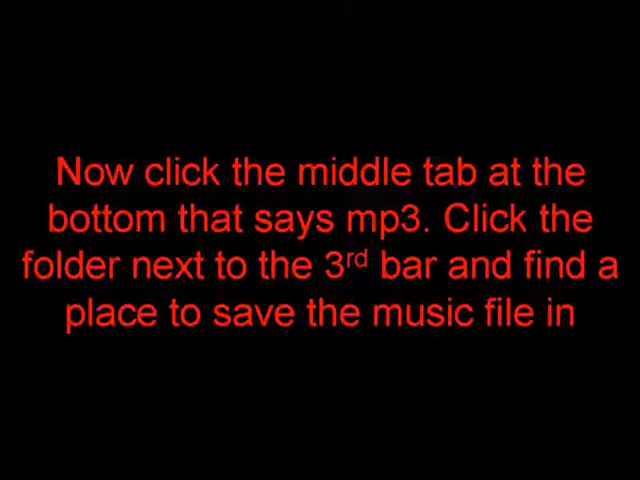 Now click the middle tab at the
bottom that says mp3. Click the
folder next to the 3rd bar and find a
place to save the music file in